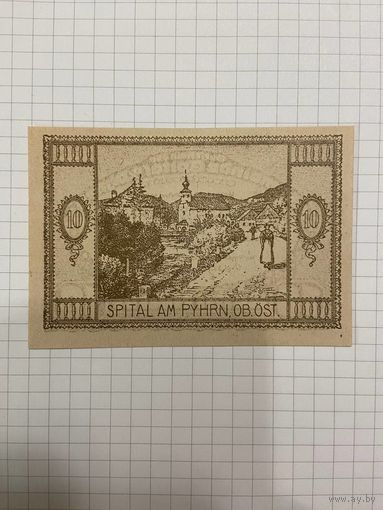 10
10
SPITAL AM PYHRN, OB. ÖST.
www.ay.by